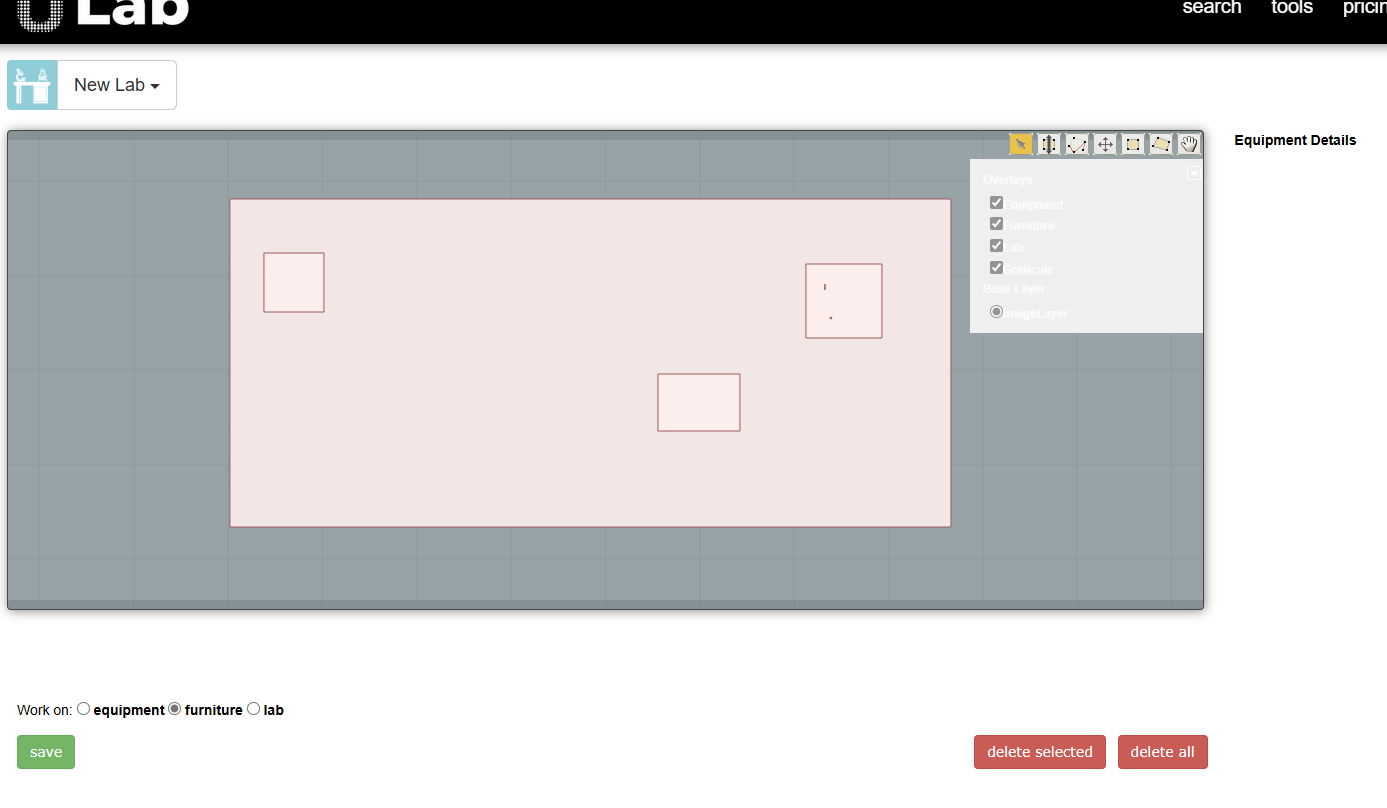 Lab
search tools
New Lab
Equipment Details
Overlays
Equipment
Furniture
Lab
Graticule
Base Layer
ImageLayer
Work on: equipment furniture lab
save
delete selected
delete all